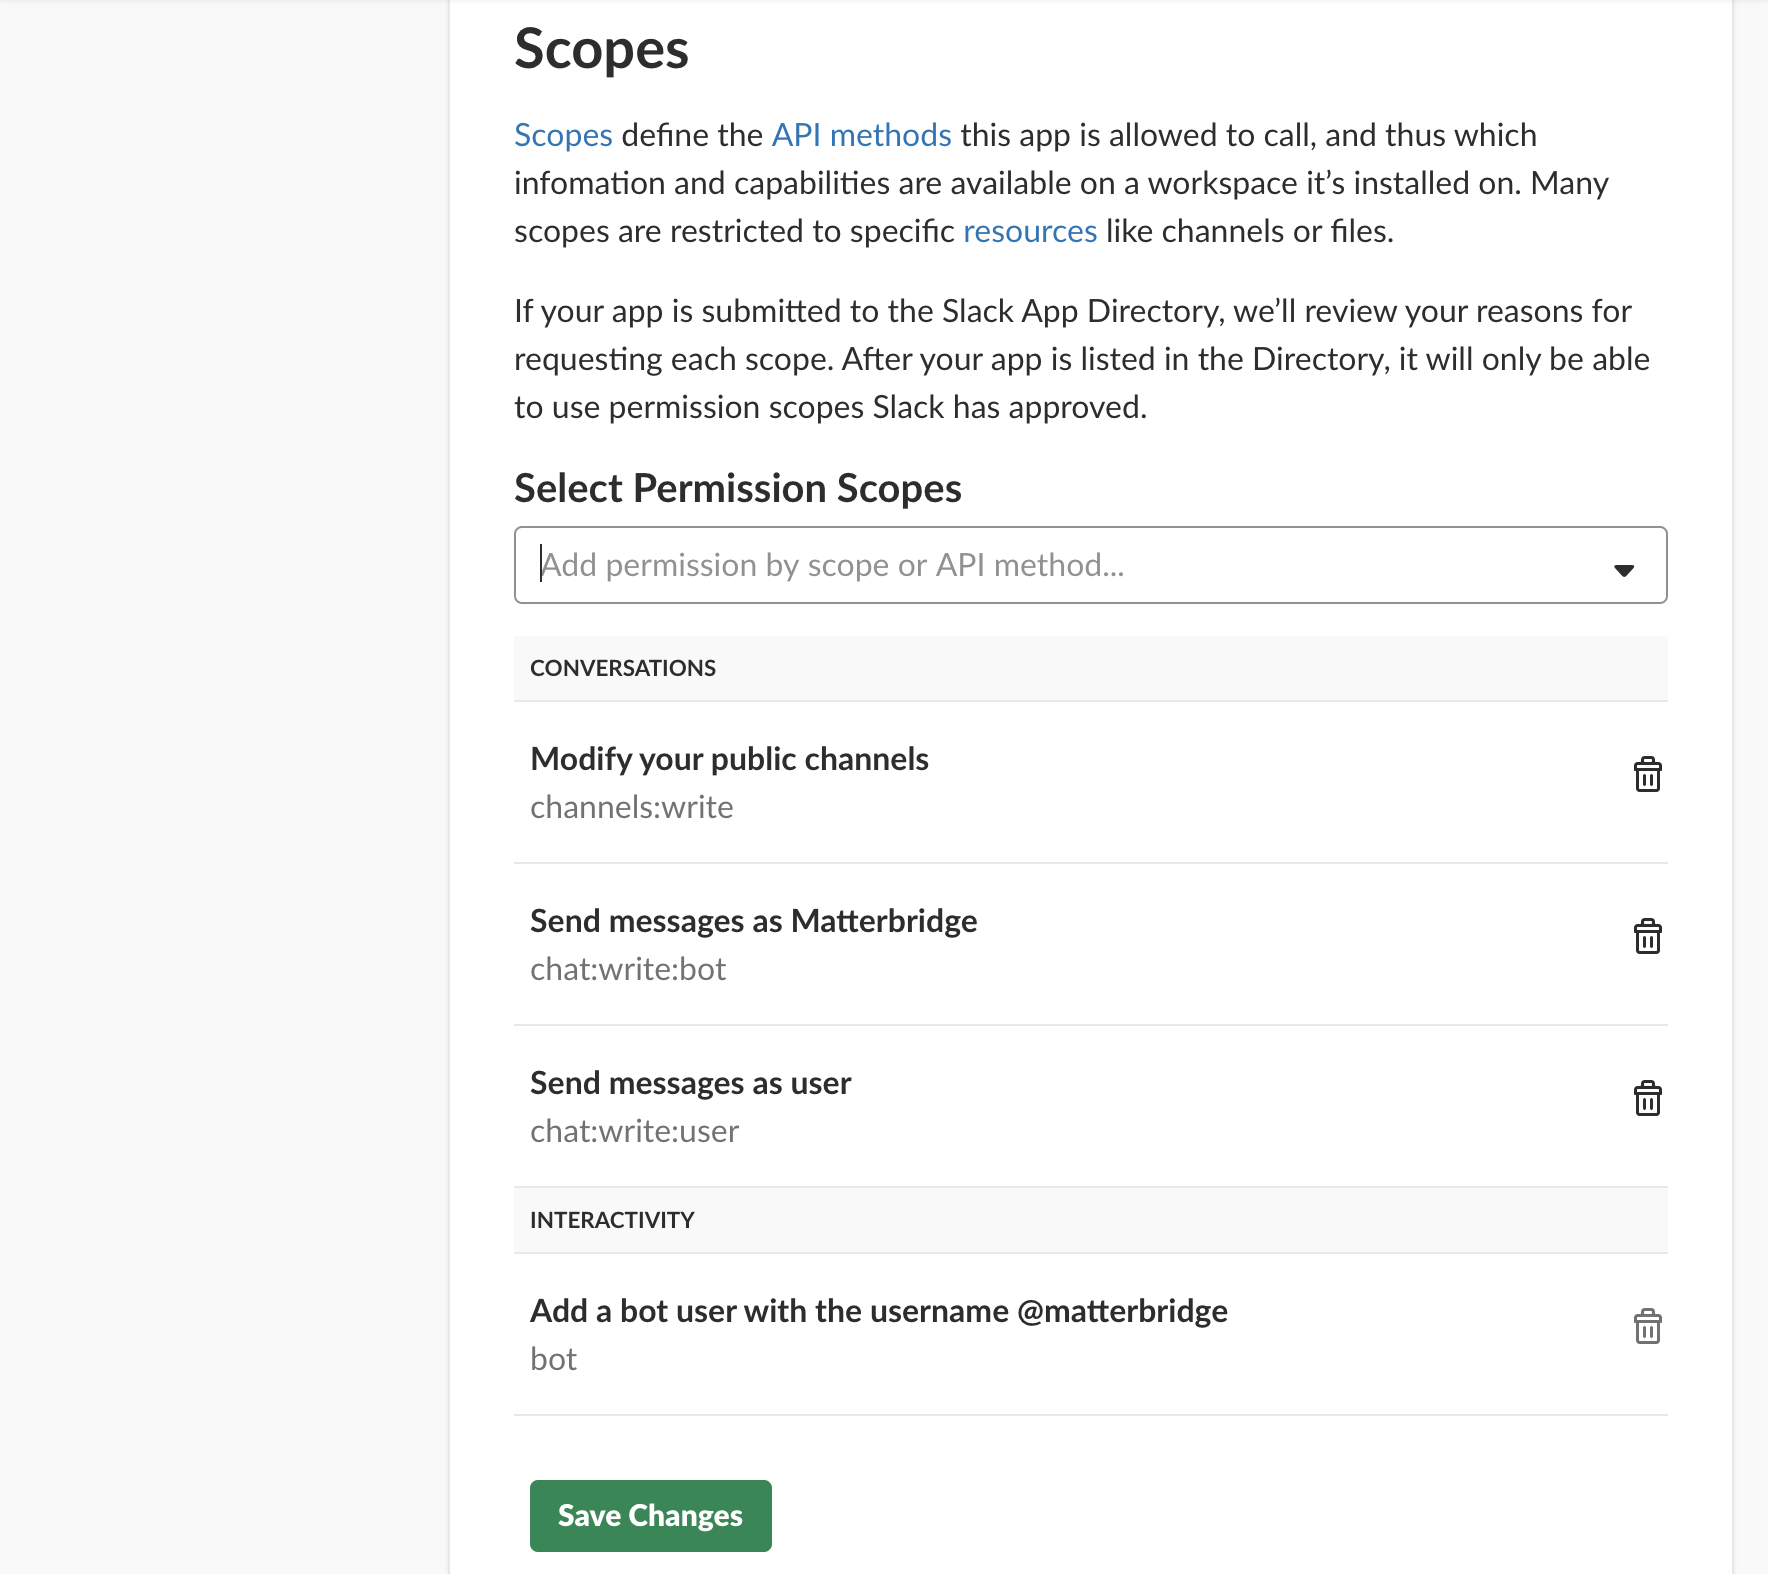 Scopes
Scopes define the API methods this app is allowed to call, and thus which
infomation and capabilities are available on a workspace it’s installed on. Many
scopes are restricted to specific resources like channels or files.
If your app is submitted to the Slack App Directory, we’ll review your reasons for
requesting each scope. After your app is listed in the Directory, it will only be able
to use permission scopes Slack has approved.
Select Permission Scopes
Add permission by scope or API method...
CONVERSATIONS
Modify your public channels
channels:write
Send messages as Matterbridge
chat:write:bot
Send messages as user
chat:write:user
INTERACTIVITY
Add a bot user with the username @matterbridge
bot
Save Changes